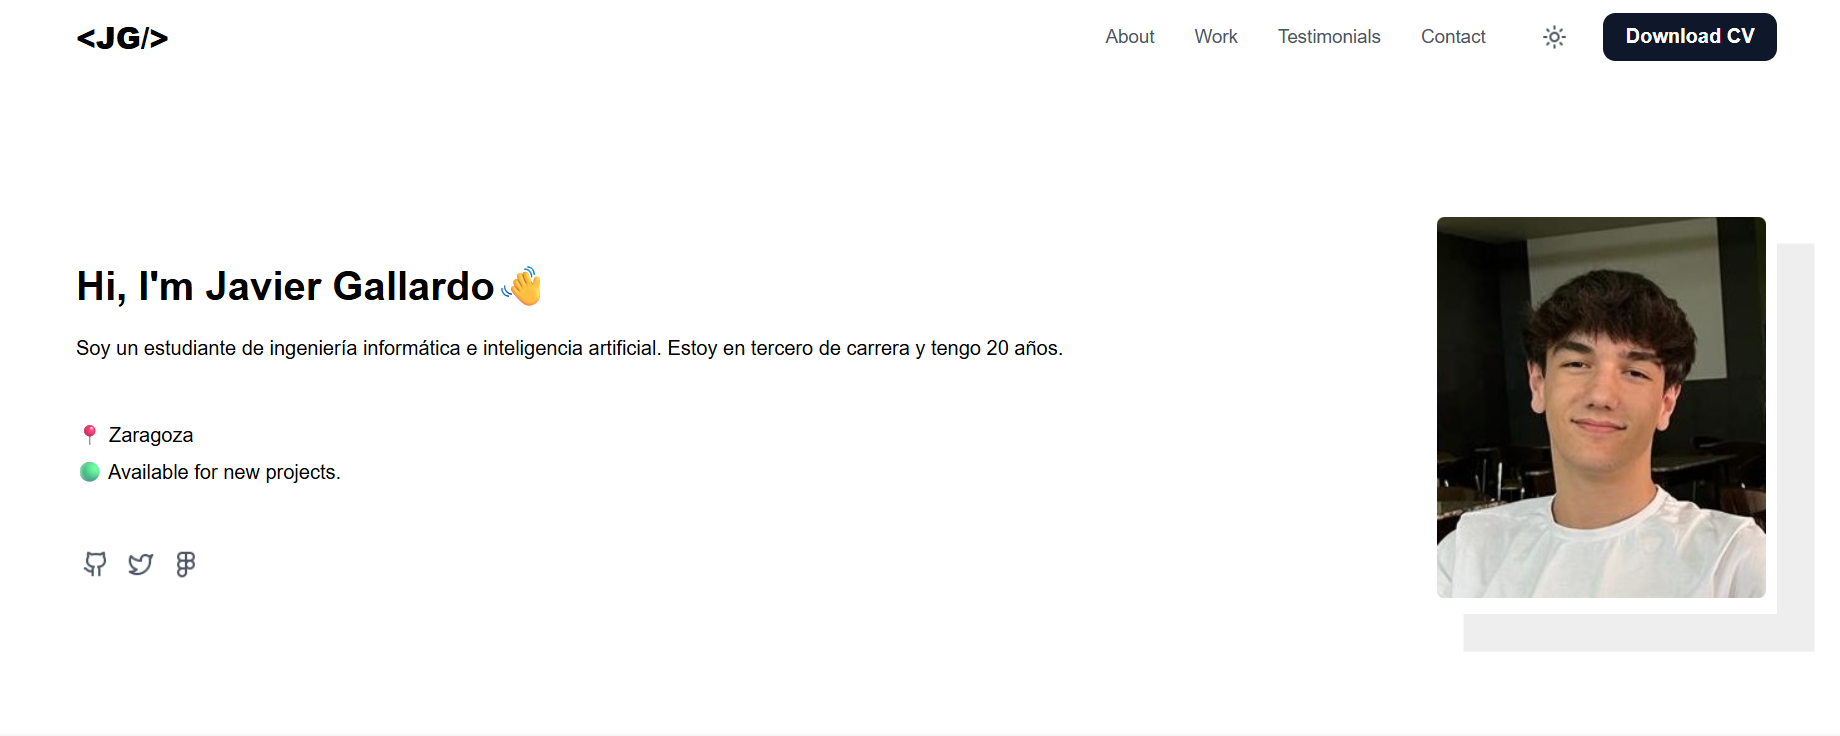 <JG/>
About
Work
Testimonials
Contact
Download CV
Hi, I'm Javier Gallardo👋
Soy un estudiante de ingeniería informática e inteligencia artificial. Estoy en tercero de carrera y tengo 20 años.
📍 Zaragoza
🟢 Available for new projects.